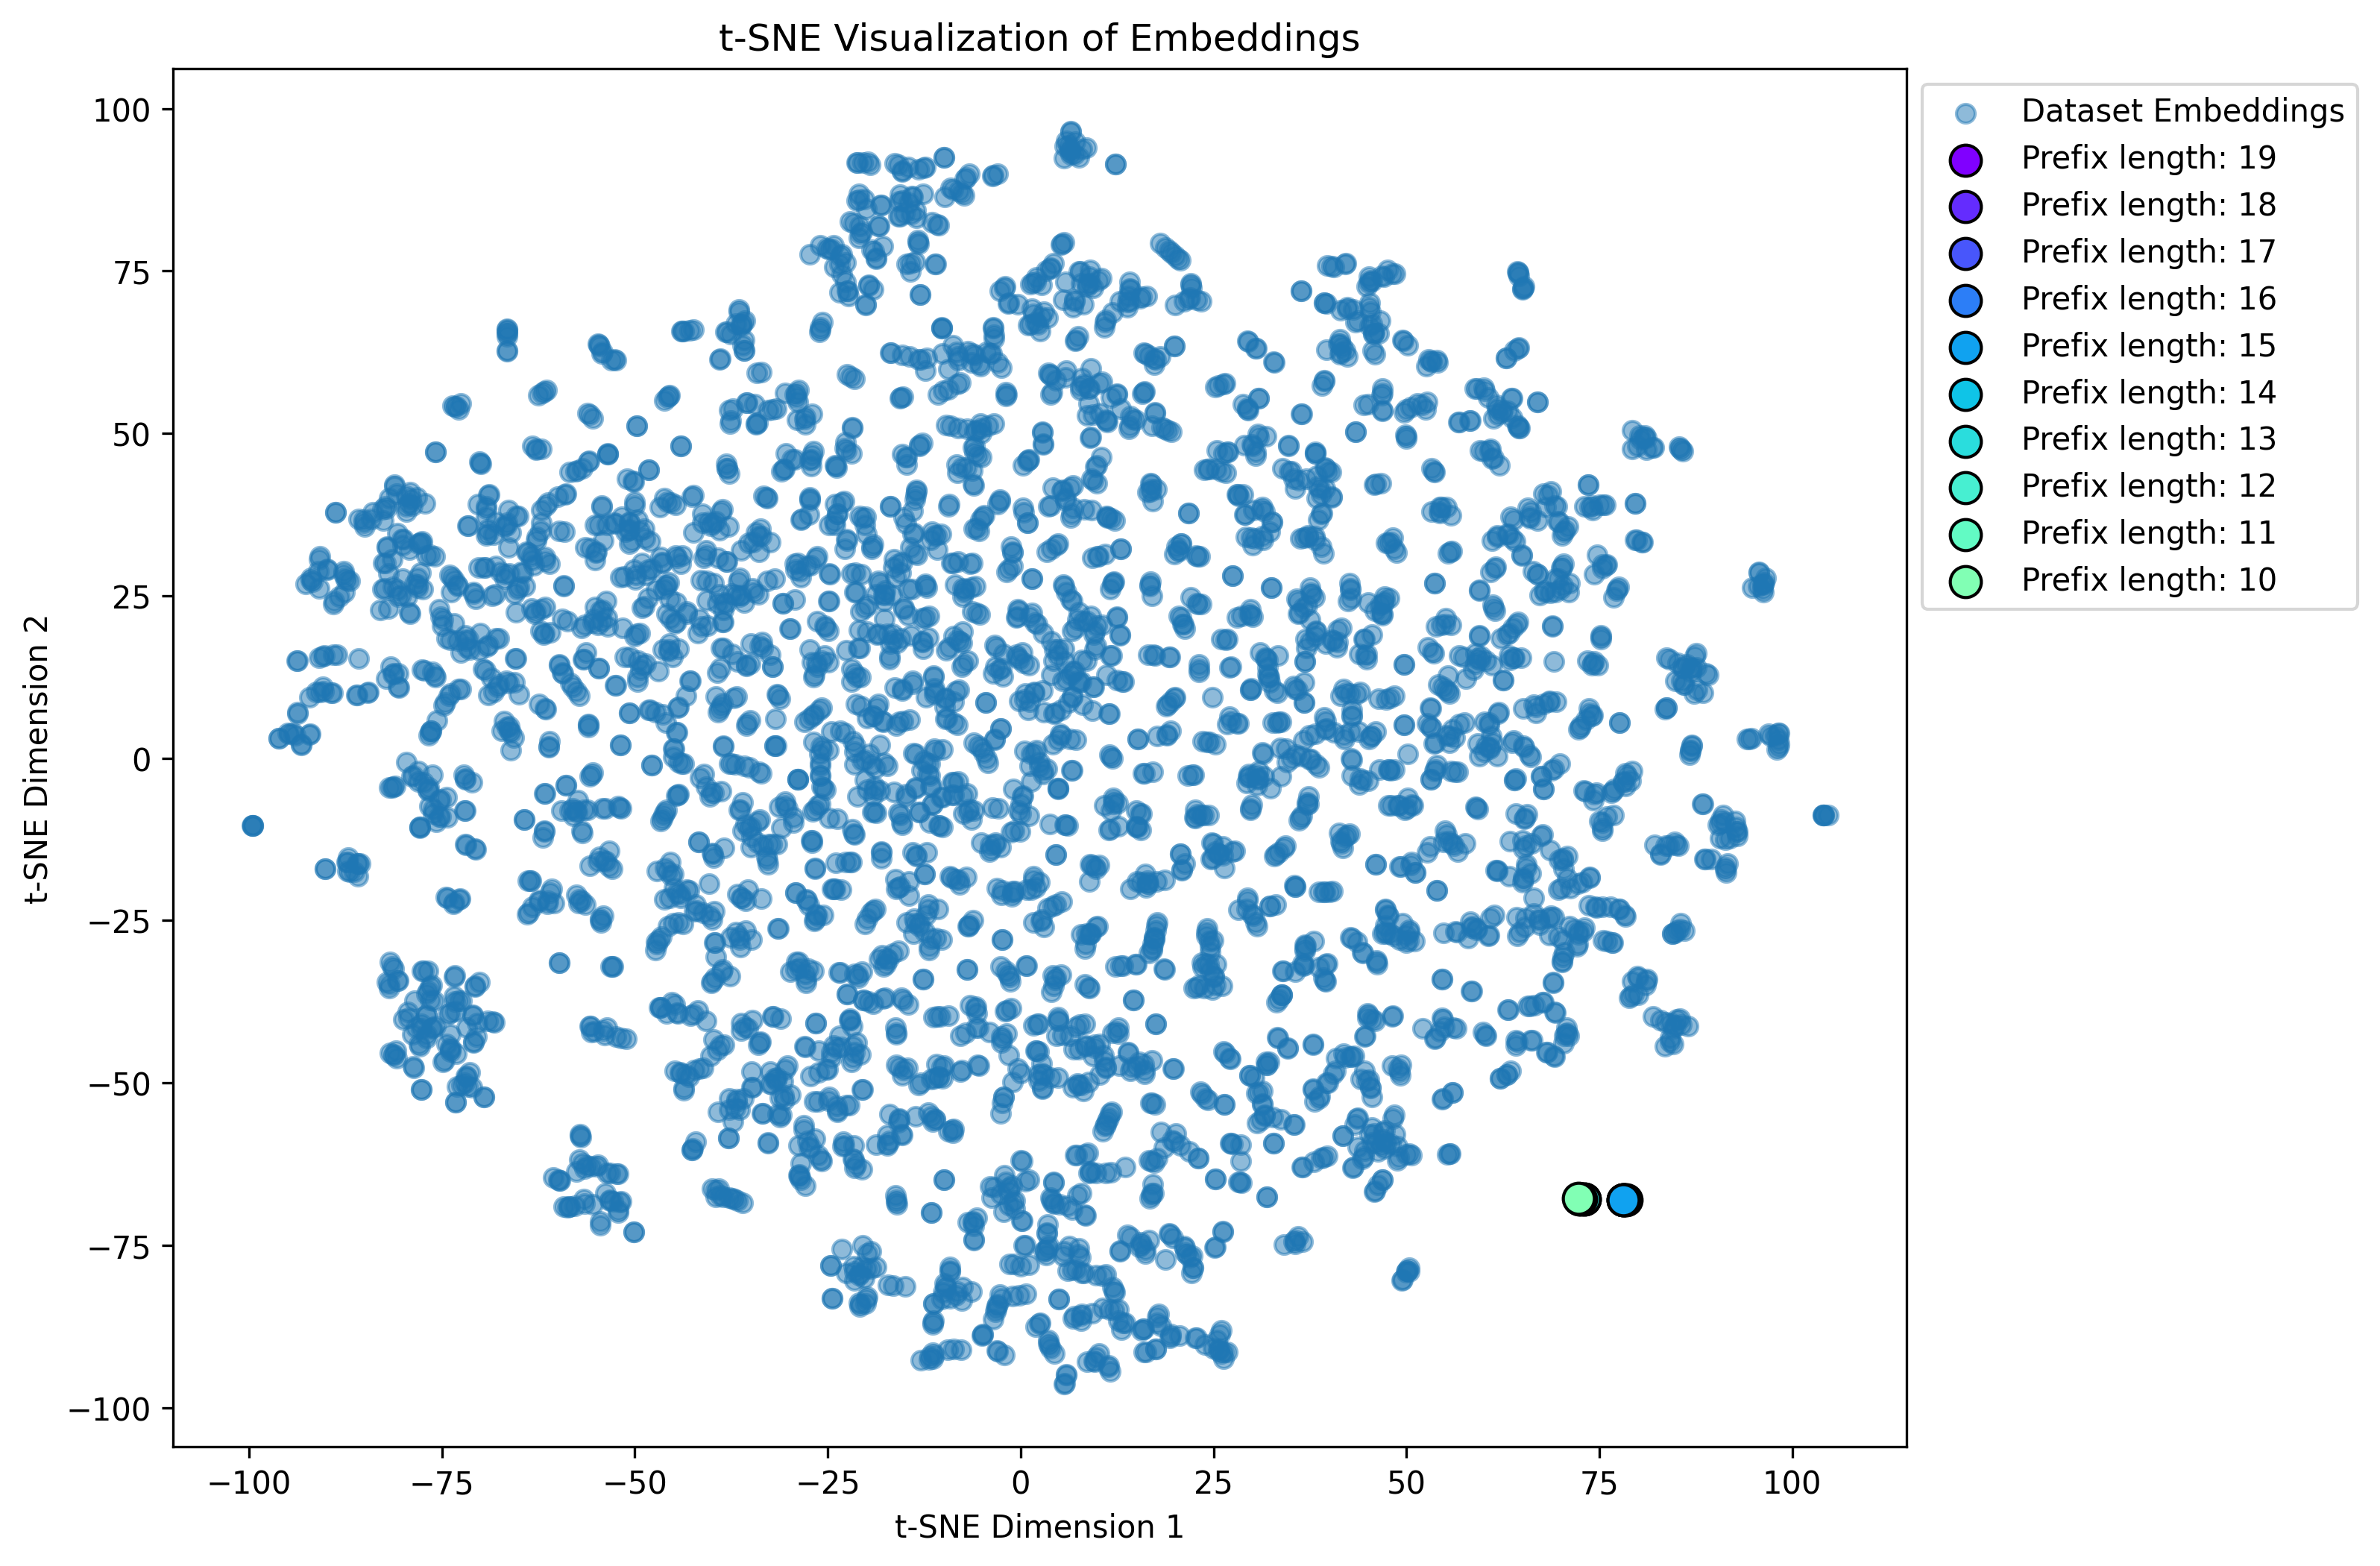 t-SNE Visualization of Embeddings
100
75
50
25
0
−25
−50
−75
−100
t-SNE Dimension 2
−100 −75 −50 −25 0 25 50 75 100
t-SNE Dimension 1
Dataset Embeddings
Prefix length: 19
Prefix length: 18
Prefix length: 17
Prefix length: 16
Prefix length: 15
Prefix length: 14
Prefix length: 13
Prefix length: 12
Prefix length: 11
Prefix length: 10